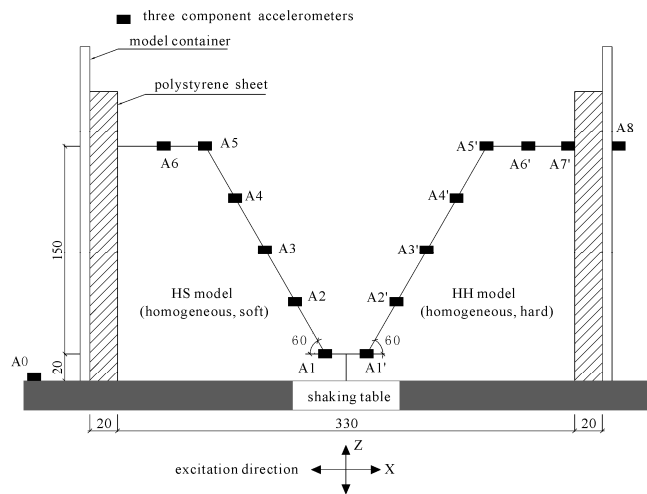 three component accelerometers
model container
polystyrene sheet
A8
A5
A5'
A6
A6'
A7'
A4
A4'
150
A3
A3'
HS model
(homogeneous, soft)
A2
A2'
HH model
(homogeneous, hard)
60
60
A0
20
A1
A1'
shaking table
20
330
20
Z
excitation direction
X